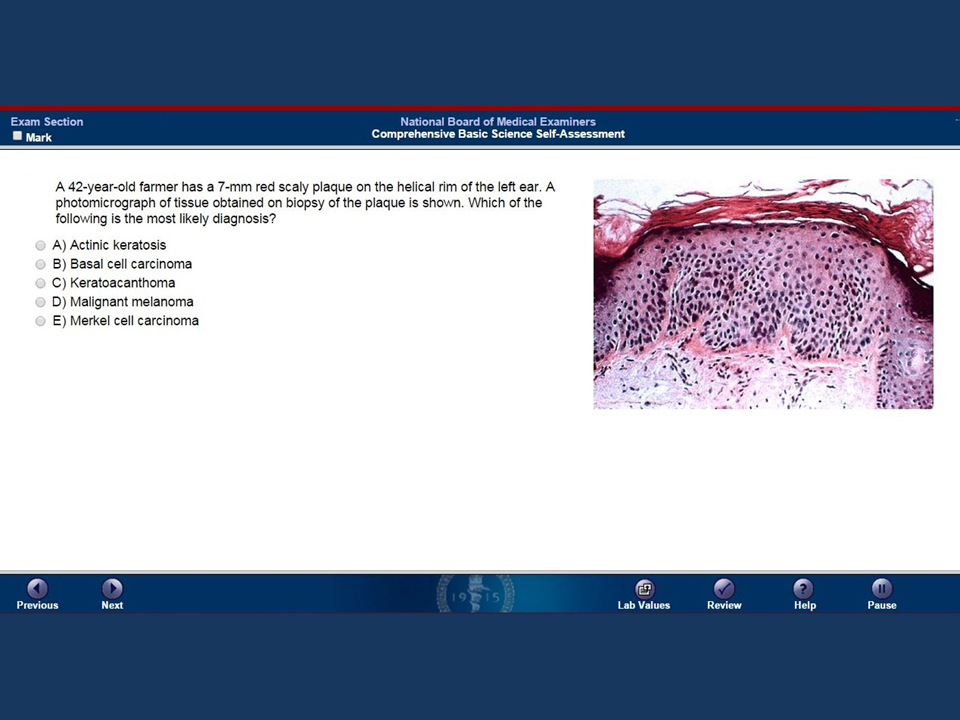 Exam Section
National Board of Medical Examiners
Mark
Comprehensive Basic Science Self-Assessment
A 42-year-old farmer has a 7-mm red scaly plaque on the helical rim of the left ear. A
photomicrograph of tissue obtained on biopsy of the plaque is shown. Which of the
following is the most likely diagnosis?
A) Actinic keratosis
B) Basal cell carcinoma
C) Keratoacanthoma
D) Malignant melanoma
E) Merkel cell carcinoma
1915
Previous
Next
Lab Values
Review
Help
Pause